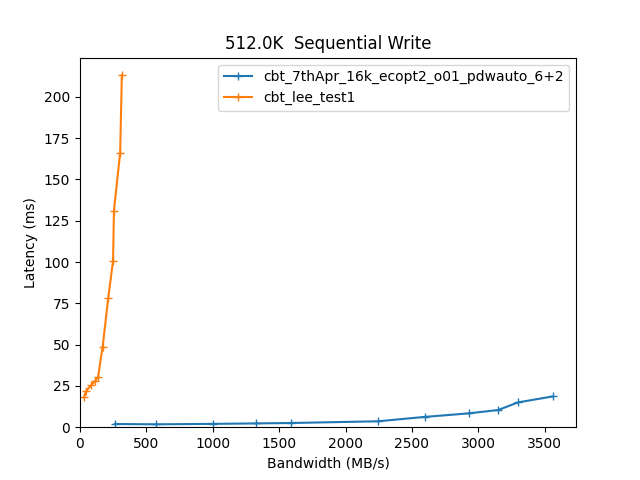 512.0K  Sequential Write
cbt_7thApr_16k_ecopt2_o01_pdwauto_6+2
cbt_lee_test1
200
175
150
125
100
75
50
25
0
Latency (ms)
0 500 1000 1500 2000 2500 3000 3500
Bandwidth (MB/s)